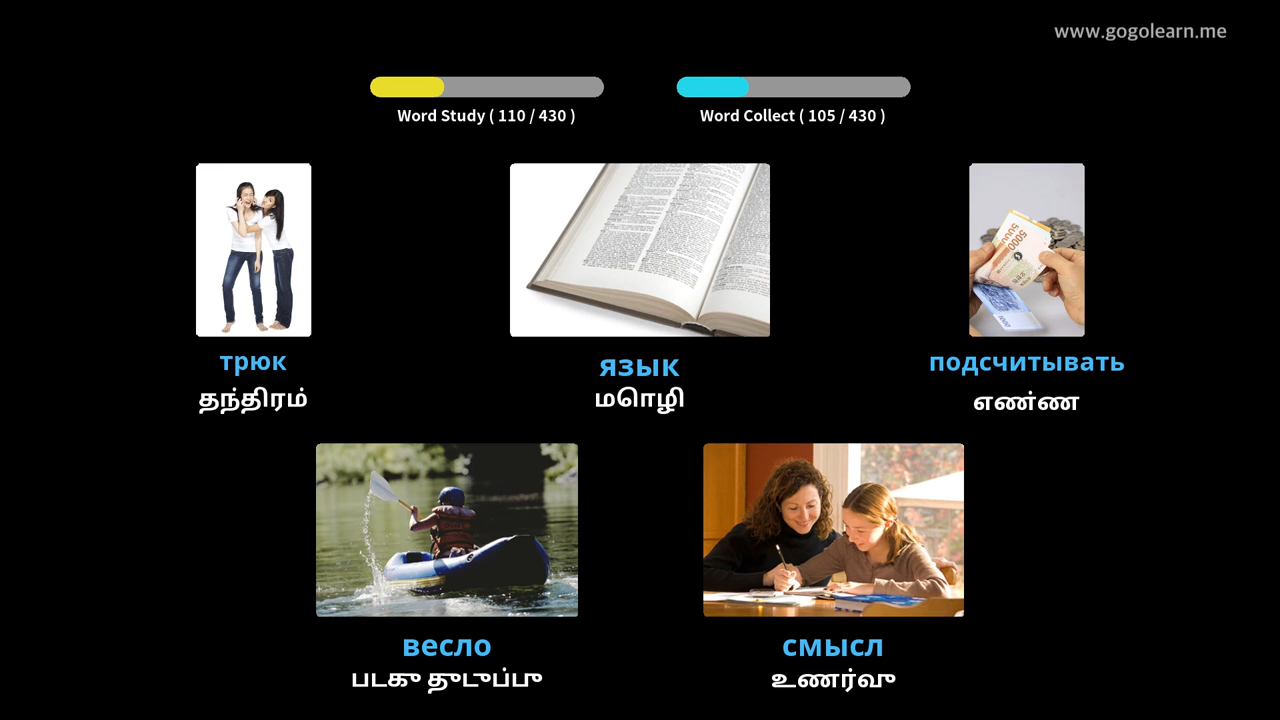 www.gogolearn.me
Word Study ( 110 / 430 )
Word Collect ( 105 / 430 )
трюк
தந்திரம்
язык
மொழி
подсчитывать
எண்ண
весло
படகு துடுப்பு
смысл
உணர்வு